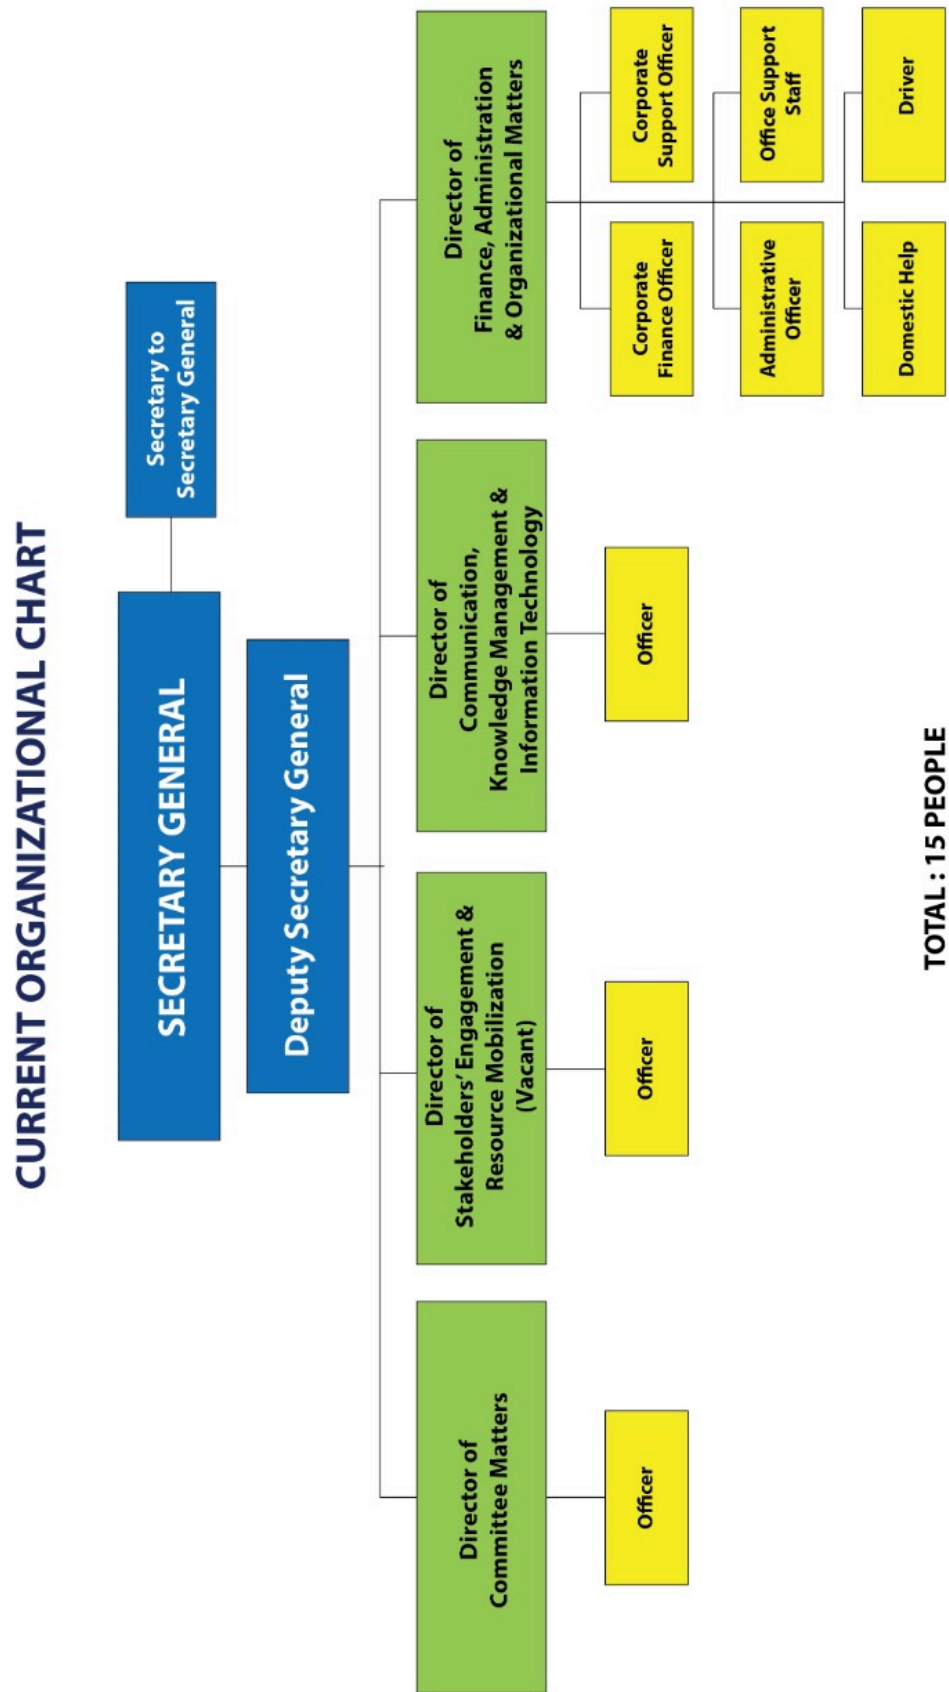 CURRENT ORGANIZATIONAL CHART
SECRETARY GENERAL
Secretary to
Secretary General
Deputy Secretary General
Director of
Committee Matters
Director of
Stakeholders' Engagement &
Resource Mobilization
(Vacant)
Director of
Communication,
Knowledge Management &
Information Technology
Director of
Finance, Administration
& Organizational Matters
Officer
Officer
Officer
Corporate
Finance Officer
Corporate
Support Officer
Administrative
Officer
Office Support
Staff
Domestic Help
Driver
TOTAL : 15 PEOPLE